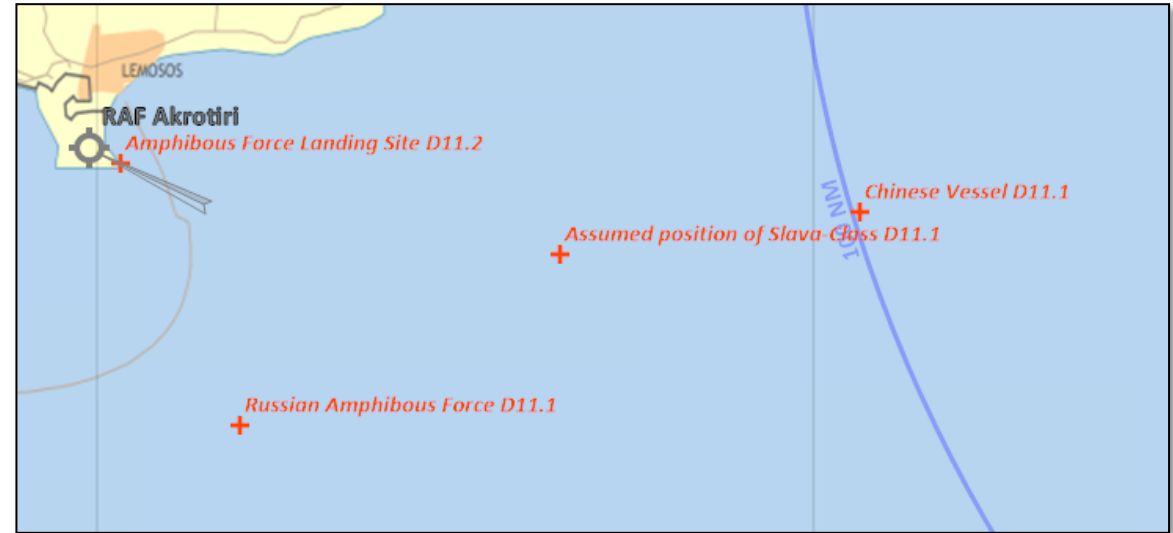 LEMOSOS
RAF Akrotiri
Amphibous Force Landing Site D11.2
Chinese Vessel D11.1
100 NM
Assumed position of Slava-Class D11.1
Russian Amphibous Force D11.1